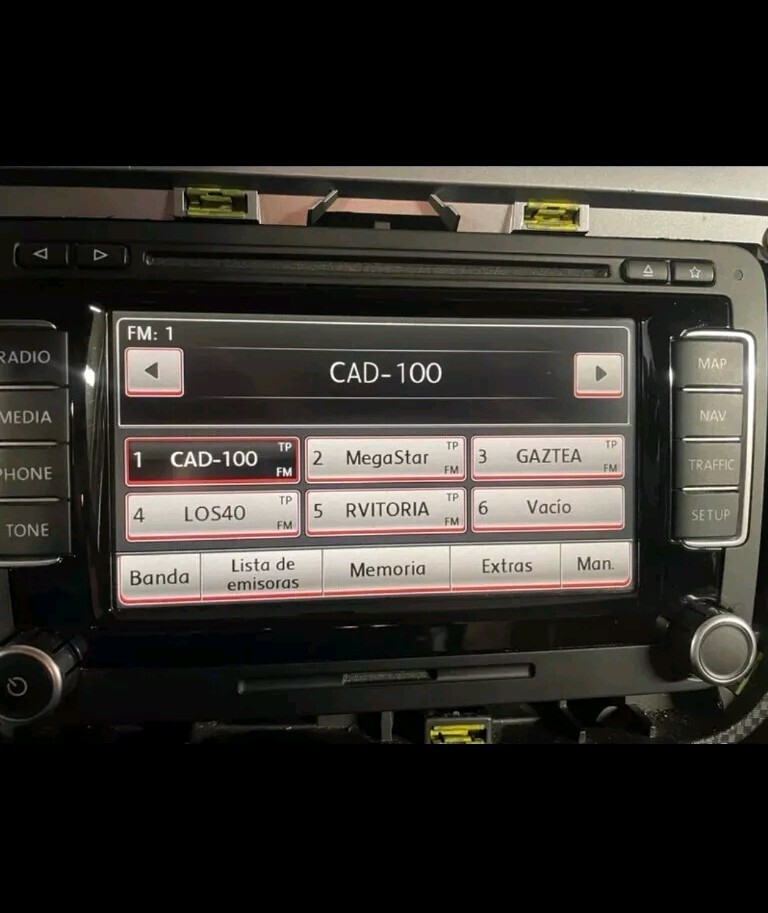 FM: 1
CAD-100
1 CAD-100 TP FM
2 MegaStar TP FM
3 GAZTEA TP FM
4 LOS40 TP FM
5 RVITORIA TP FM
6 Vacío
Banda
Lista de
emisoras
Memoria
Extras
Man.
RADIO
MEDIA
PHONE
TONE
MAP
NAV
TRAFFIC
SETUP